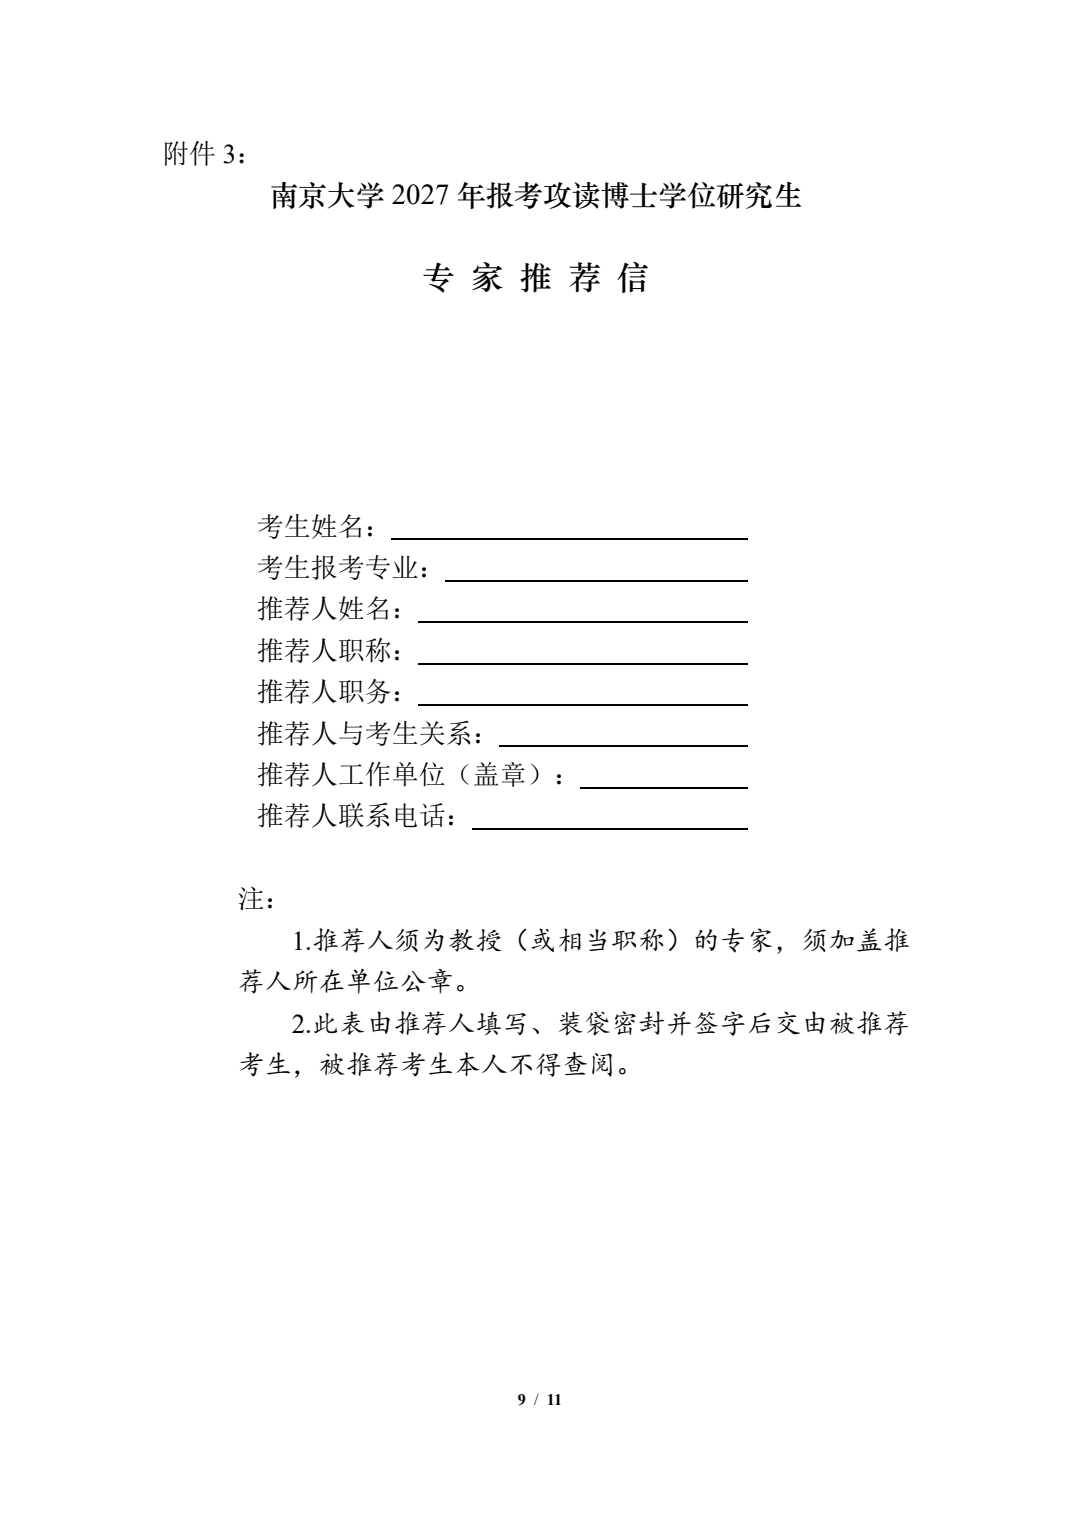 附件 3：
南京大学 2027 年报考攻读博士学位研究生
专 家 推 荐 信
考生姓名：
考生报考专业：
推荐人姓名：
推荐人职称：
推荐人职务：
推荐人与考生关系：
推荐人工作单位（盖章）：
推荐人联系电话：
注：
1.推荐人须为教授（或相当职称）的专家，须加盖推
荐人所在单位公章。
2.此表由推荐人填写、装袋密封并签字后交由被推荐
考生，被推荐考生本人不得查阅。
9 / 11